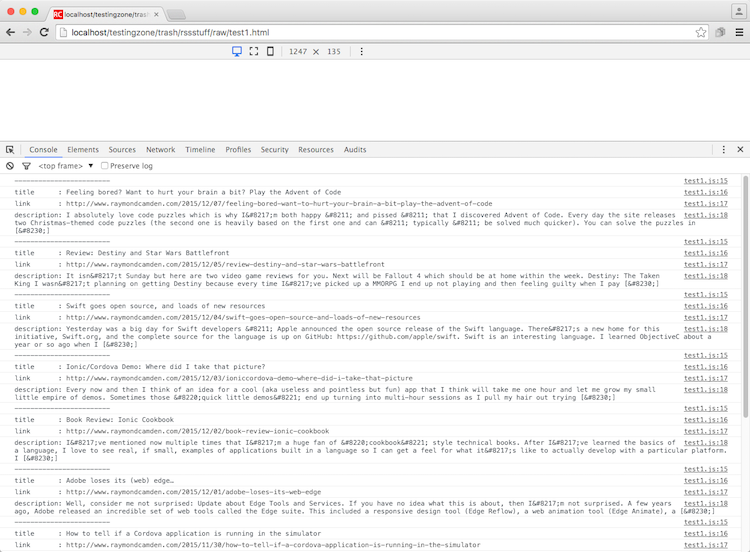 RC localhost/testingzone/trash
localhost/testingzone/trash/rssstuff/raw/test1.html
1247 × 135
Console Elements Sources Network Timeline Profiles Security Resources Audits
<top frame> Preserve log
------------------------ test1.js:15
title : Feeling bored? Want to hurt your brain a bit? Play the Advent of Code test1.js:16
link : http://www.raymondcamden.com/2015/12/07/feeling-bored-want-to-hurt-your-brain-a-bit-play-the-advent-of-code test1.js:17
description: I absolutely love code puzzles which is why I&#8217;m both happy &#8211; and pissed &#8211; that I discovered Advent of Code. Every day the site releases test1.js:18
two Christmas-themed code puzzles (the second one is heavily based on the first one and can &#8211; typically &#8211; be solved much quicker). You can solve the puzzles in
[&#8230;]
------------------------ test1.js:15
title : Review: Destiny and Star Wars Battlefront test1.js:16
link : http://www.raymondcamden.com/2015/12/05/review-destiny-and-star-wars-battlefront test1.js:17
description: It isn&#8217;t Sunday but here are two video game reviews for you. Next will be Fallout 4 which should be at home within the week. Destiny: The Taken test1.js:18
King I wasn&#8217;t planning on getting Destiny because every time I&#8217;ve picked up a MMORPG I end up not playing and then feeling guilty when I pay [&#8230;]
------------------------ test1.js:15
title : Swift goes open source, and loads of new resources test1.js:16
link : http://www.raymondcamden.com/2015/12/04/swift-goes-open-source-and-loads-of-new-resources test1.js:17
description: Yesterday was a big day for Swift developers &#8211; Apple announced the open source release of the Swift language. There&#8217;s a new home for this test1.js:18
initiative, Swift.org, and the complete source for the language is up on GitHub: https://github.com/apple/swift. Swift is an interesting language. I learned ObjectiveC about a
year or so ago when I [&#8230;]
------------------------ test1.js:15
title : Ionic/Cordova Demo: Where did I take that picture? test1.js:16
link : http://www.raymondcamden.com/2015/12/03/ioniccordova-demo-where-did-i-take-that-picture test1.js:17
description: Every now and then I think of an idea for a cool (aka useless and pointless but fun) app that I think will take me one hour and let me grow my small test1.js:18
little empire of demos. Sometimes those &#8220;quick little demos&#8221; end up turning into multi-hour sessions as I pull my hair out trying [&#8230;]
------------------------ test1.js:15
title : Book Review: Ionic Cookbook test1.js:16
link : http://www.raymondcamden.com/2015/12/02/book-review-ionic-cookbook test1.js:17
description: I&#8217;ve mentioned now multiple times that I&#8217;m a huge fan of &#8220;cookbook&#8221; style technical books. After I&#8217;ve learned the basics of test1.js:18
a language, I love to see real, if small, examples of applications built in a language so I can get a feel for what it&#8217;s like to actually develop with a particular platform.
I [&#8230;]
------------------------ test1.js:15
title : Adobe loses its (web) edge… test1.js:16
link : http://www.raymondcamden.com/2015/12/01/adobe-loses-its-web-edge test1.js:17
description: Well, consider me not surprised: Update about Edge Tools and Services. If you have no idea what this is about, then I&#8217;m not surprised. A few years test1.js:18
ago, Adobe released an incredible set of web tools called the Edge suite. This included a responsive design tool (Edge Reflow), a web animation tool (Edge Animate), a [&#8230;]
------------------------ test1.js:15
title : How to tell if a Cordova application is running in the simulator test1.js:16
link : http://www.raymondcamden.com/2015/11/30/how-to-tell-if-a-cordova-application-is-running-in-the-simulator test1.js:17